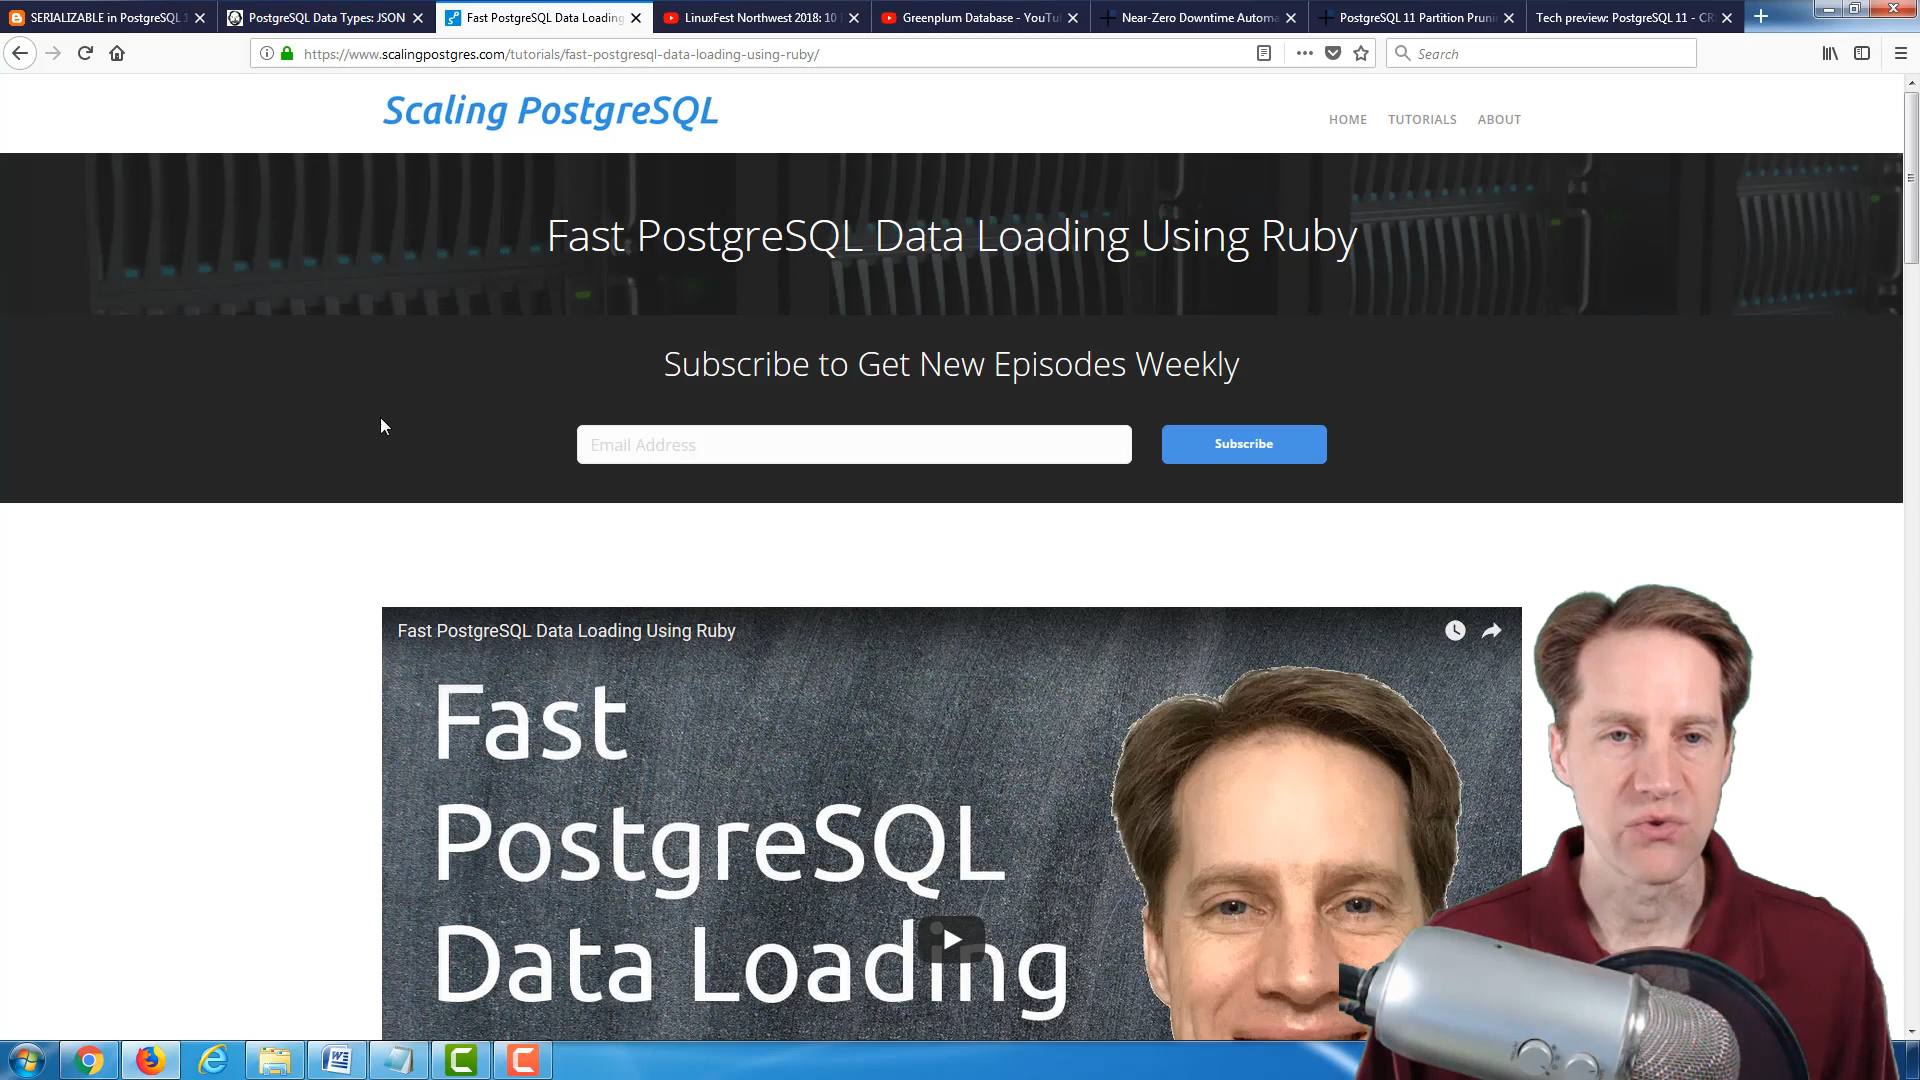 SERIALIZABLE in PostgreSQL 1
PostgreSQL Data Types: JSON
Fast PostgreSQL Data Loading
LinuxFest Northwest 2018: 10
Greenplum Database - YouTu
Near-Zero Downtime Automa
PostgreSQL 11 Partition Pruni
Tech preview: PostgreSQL 11 - CR
https://www.scalingpostgres.com/tutorials/fast-postgresql-data-loading-using-ruby/
Search
Scaling PostgreSQL
HOME
TUTORIALS
ABOUT
Fast PostgreSQL Data Loading Using Ruby
Subscribe to Get New Episodes Weekly
Email Address
Subscribe
Fast PostgreSQL Data Loading Using Ruby
Fast
PostgreSQL
Data Loading